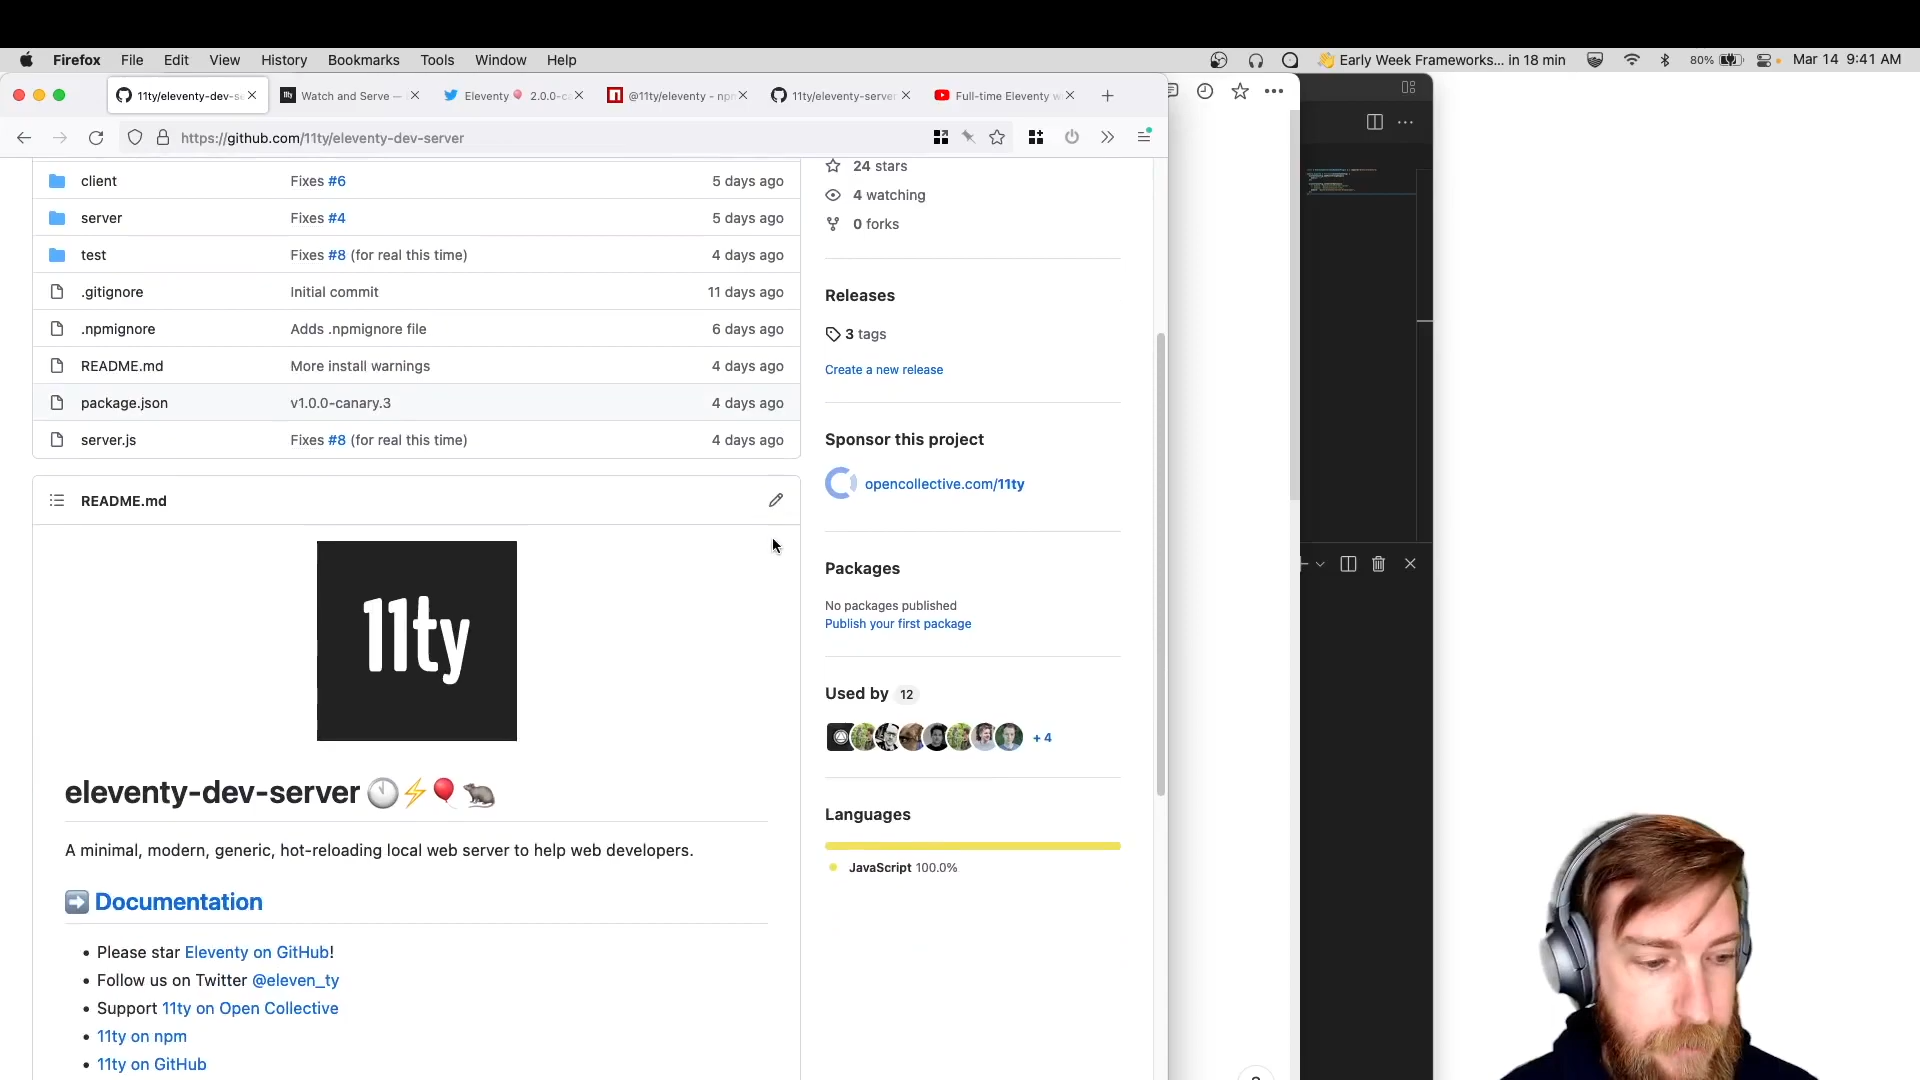 Firefox File Edit View History Bookmarks Tools Window Help
👋 Early Week Frameworks... in 18 min 80% Mar 14 9:41 AM
11ty/eleventy-dev-s
Watch and Serve —
Eleventy🎈 2.0.0-ca
@11ty/eleventy - npm
11ty/eleventy-server
Full-time Eleventy w
https://github.com/11ty/eleventy-dev-server
client Fixes #6 5 days ago
server Fixes #4 5 days ago
test Fixes #8 (for real this time) 4 days ago
.gitignore Initial commit 11 days ago
.npmignore Adds .npmignore file 6 days ago
README.md More install warnings 4 days ago
package.json v1.0.0-canary.3 4 days ago
server.js Fixes #8 (for real this time) 4 days ago
README.md
11ty
eleventy-dev-server 🕚⚡️🎈🐀
A minimal, modern, generic, hot-reloading local web server to help web developers.
➡ Documentation
• Please star Eleventy on GitHub!
• Follow us on Twitter @eleven_ty
• Support 11ty on Open Collective
• 11ty on npm
• 11ty on GitHub
24 stars
4 watching
0 forks
Releases
3 tags
Create a new release
Sponsor this project
opencollective.com/11ty
Packages
No packages published
Publish your first package
Used by 12
+ 4
Languages
JavaScript 100.0%